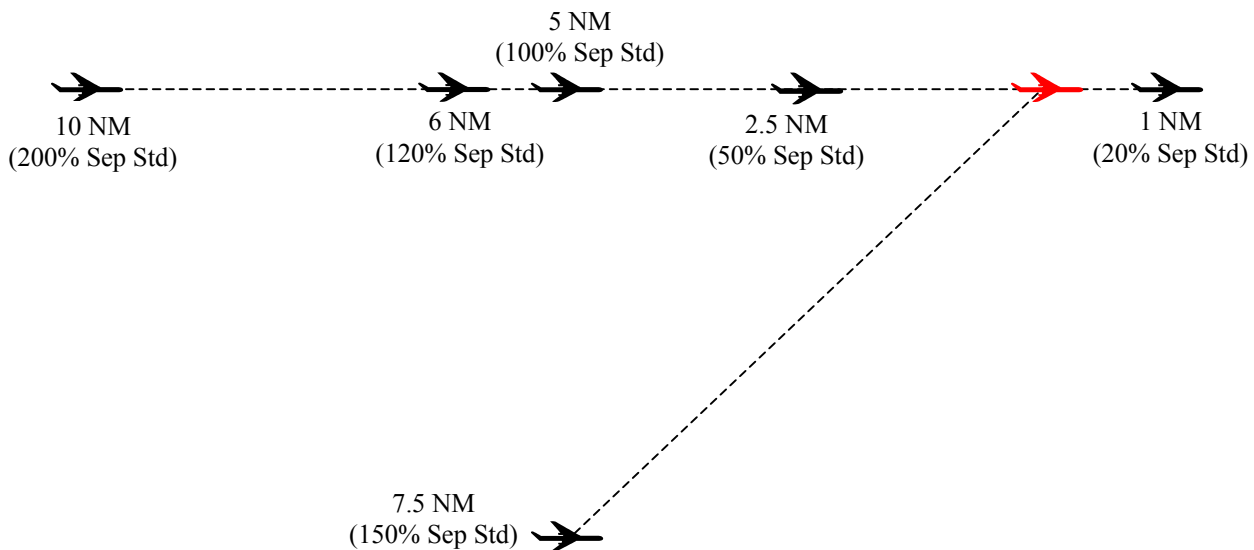 5 NM
(100% Sep Std)
10 NM
(200% Sep Std)
6 NM
(120% Sep Std)
2.5 NM
(50% Sep Std)
1 NM
(20% Sep Std)
7.5 NM
(150% Sep Std)